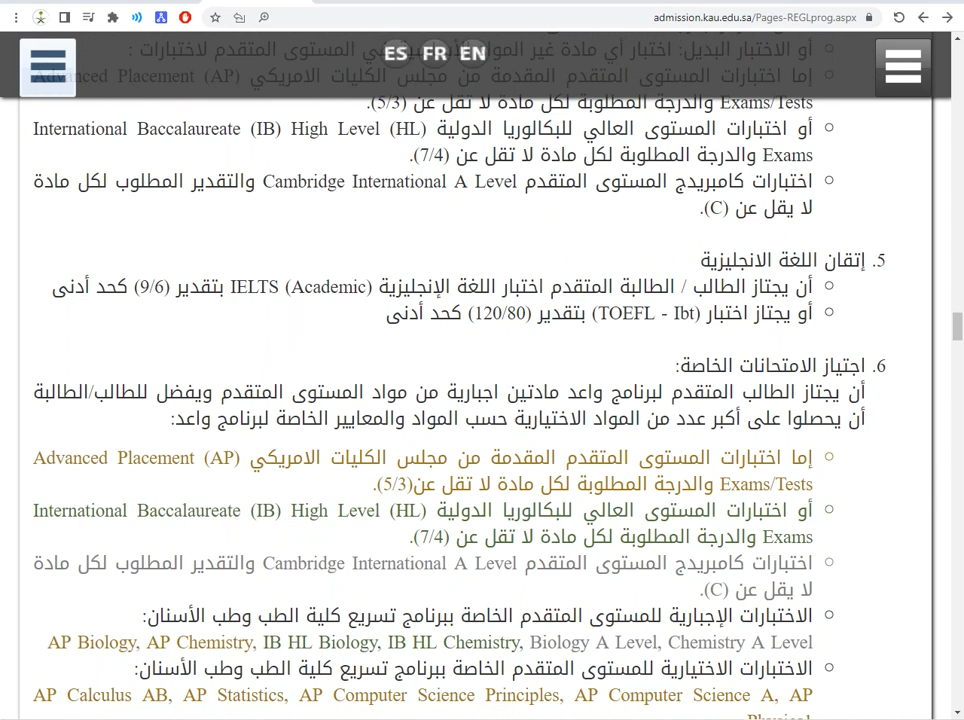 admission.kau.edu.sa/Pages-REGLprog.aspx
ES FR EN
أو الاختبار البديل: اختبار أي مادة غير المواد في المستوى المتقدم لاختبارات :
إما اختبارات المستوى المتقدم المقدمة من مجلس الكليات الامريكي Advanced Placement (AP)
Exams/Tests والدرجة المطلوبة لكل مادة لا تقل عن (5/3).
أو اختبارات المستوى العالي للبكالوريا الدولية International Baccalaureate (IB) High Level (HL)
Exams والدرجة المطلوبة لكل مادة لا تقل عن (7/4).
اختبارات كامبريدج المستوى المتقدم Cambridge International A Level والتقدير المطلوب لكل مادة
لا يقل عن (C).
5. إتقان اللغة الانجليزية
أن يجتاز الطالب / الطالبة المتقدم اختبار اللغة الإنجليزية IELTS (Academic) بتقدير (9/6) كحد أدنى
أو يجتاز اختبار (TOEFL - Ibt) بتقدير (120/80) كحد أدنى
6. اجتياز الامتحانات الخاصة:
أن يجتاز الطالب المتقدم لبرنامج واعد مادتين اجبارية من مواد المستوى المتقدم ويفضل للطالب/الطالبة
أن يحصلوا على أكبر عدد من المواد الاختيارية حسب المواد والمعايير الخاصة لبرنامج واعد:
إما اختبارات المستوى المتقدم المقدمة من مجلس الكليات الامريكي Advanced Placement (AP)
Exams/Tests والدرجة المطلوبة لكل مادة لا تقل عن(5/3).
أو اختبارات المستوى العالي للبكالوريا الدولية International Baccalaureate (IB) High Level (HL)
Exams والدرجة المطلوبة لكل مادة لا تقل عن (7/4).
اختبارات كامبريدج المستوى المتقدم Cambridge International A Level والتقدير المطلوب لكل مادة
لا يقل عن (C).
الاختبارات الإجبارية للمستوى المتقدم الخاصة ببرنامج تسريع كلية الطب وطب الأسنان:
AP Biology, AP Chemistry, IB HL Biology, IB HL Chemistry, Biology A Level, Chemistry A Level
الاختبارات الاختيارية للمستوى المتقدم الخاصة ببرنامج تسريع كلية الطب وطب الأسنان:
AP Calculus AB, AP Statistics, AP Computer Science Principles, AP Computer Science A, AP